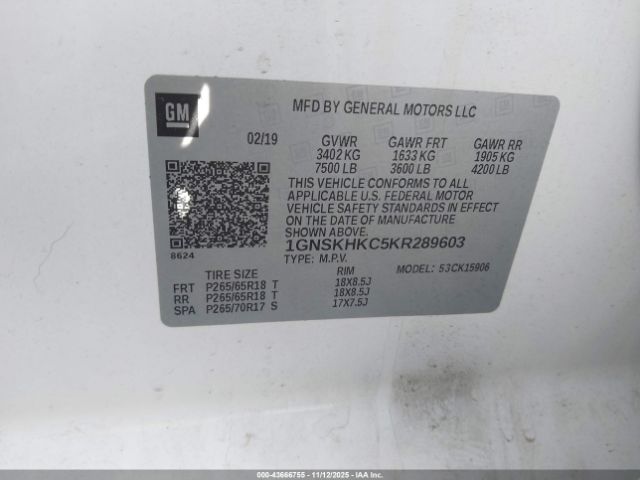 GM
MFD BY GENERAL MOTORS LLC
02/19 GVWR GAWR FRT GAWR RR
3402 KG 1633 KG 1905 KG
7500 LB 3600 LB 4200 LB
THIS VEHICLE CONFORMS TO ALL
APPLICABLE U.S. FEDERAL MOTOR
VEHICLE SAFETY STANDARDS IN EFFECT
ON THE DATE OF MANUFACTURE
SHOWN ABOVE.
8624
1GNSKHKC5KR289603
TYPE: M.P.V. MODEL: 53CK15906
TIRE SIZE RIM
FRT P265/65R18 T 18X8.5J
RR P265/65R18 T 18X8.5J
SPA P265/70R17 S 17X7.5J
000-43666755 - 11/12/2025 - IAAI.CA